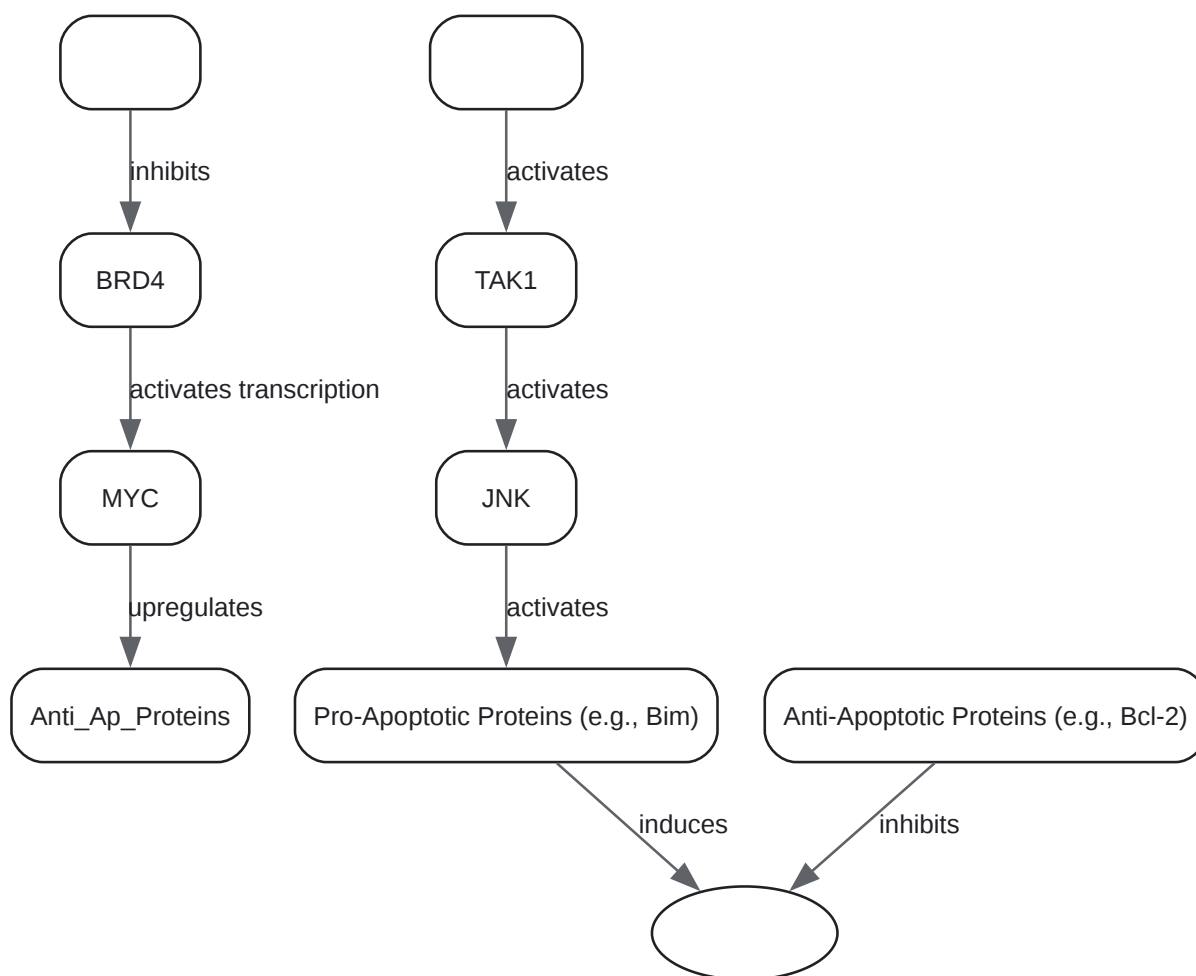 inhibits
activates
BRD4
TAK1
activates transcription
activates
MYC
JNK
upregulates
activates
Anti_Ap_Proteins
Pro-Apoptotic Proteins (e.g., Bim)
Anti-Apoptotic Proteins (e.g., Bcl-2)
induces
inhibits